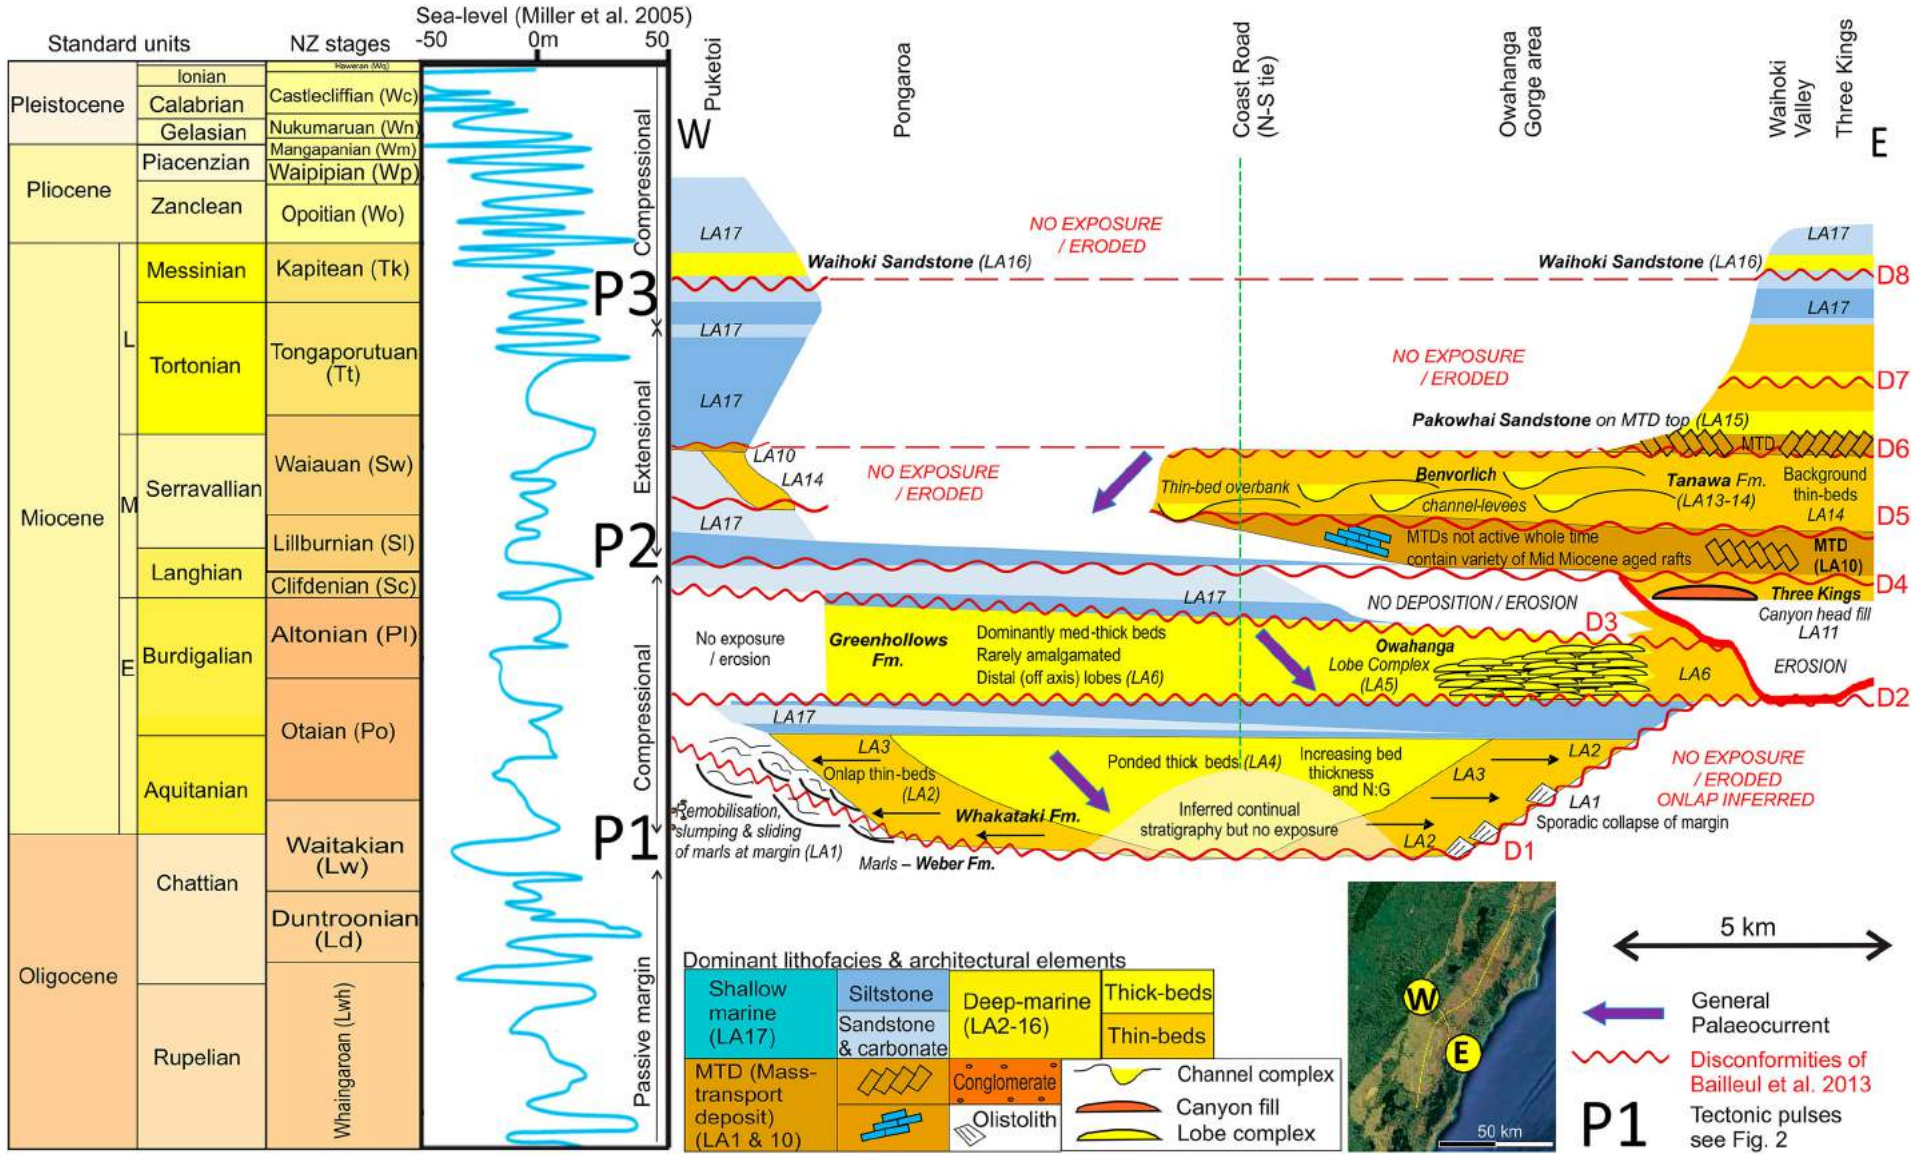 Sea-level (Miller et al. 2005)
Standard units
NZ stages
-50
0m
50
Pleistocene
Pliocene
Miocene
Oligocene
L
M
E
Ionian
Calabrian
Gelasian
Piacenzian
Zanclean
Messinian
Tortonian
Serravallian
Langhian
Burdigalian
Aquitanian
Chattian
Rupelian
Haweran (Wq)
Castlecliffian (Wc)
Nukumaruan (Wn)
Mangapanian (Wm)
Waipipian (Wp)
Opoitian (Wo)
Kapitean (Tk)
Tongaporutuan
(Tt)
Waiauan (Sw)
Lillburnian (Sl)
Clifdenian (Sc)
Altonian (Pl)
Otaian (Po)
Waitakian
(Lw)
Duntroonian
(Ld)
Whaingaroan (Lwh)
Compressional
Extensional
Compressional
Passive margin
P3
P2
P1
Puketoi
Pongaroa
Coast Road
(N-S tie)
Owahanga
Gorge area
Waihoki
Valley
Three Kings
W
E
LA17
NO EXPOSURE
/ ERODED
LA17
Waihoki Sandstone (LA16)
Waihoki Sandstone (LA16)
D8
LA17
LA17
NO EXPOSURE
/ ERODED
D7
LA17
Pakowhai Sandstone on MTD top (LA15)
MTD
D6
LA10
LA14
NO EXPOSURE
/ ERODED
Thin-bed overbank
Benvorlich
channel-levees
Tanawa Fm.
(LA13-14)
Background
thin-beds
LA14
D5
LA17
MTDs not active whole time
contain variety of Mid Miocene aged rafts
MTD
(LA10)
D4
LA17
NO DEPOSITION / EROSION
Three Kings
Canyon head fill
LA11
D3
No exposure
/ erosion
Greenhollows
Fm.
Dominantly med-thick beds
Rarely amalgamated
Distal (off axis) lobes (LA6)
Owahanga
Lobe Complex
(LA5)
LA6
EROSION
D2
LA17
LA3
Onlap thin-beds
(LA2)
Ponded thick beds (LA4)
Increasing bed
thickness
and N:G
LA3
LA2
NO EXPOSURE
/ ERODED
ONLAP INFERRED
Whakataki Fm.
Inferred continual
stratigraphy but no exposure
LA2
LA1
Sporadic collapse of margin
D1
Remobilisation,
slumping & sliding
of marls at margin (LA1)
Marls – Weber Fm.
Dominant lithofacies & architectural elements
Shallow
marine
(LA17)
Siltstone
Sandstone
& carbonate
Deep-marine
(LA2-16)
Thick-beds
Thin-beds
MTD (Mass-
transport
deposit)
(LA1 & 10)
Conglomerate
Olistolith
Channel complex
Canyon fill
Lobe complex
W
E
50 km
5 km
General
Palaeocurrent
Disconformities of
Bailleul et al. 2013
P1
Tectonic pulses
see Fig. 2